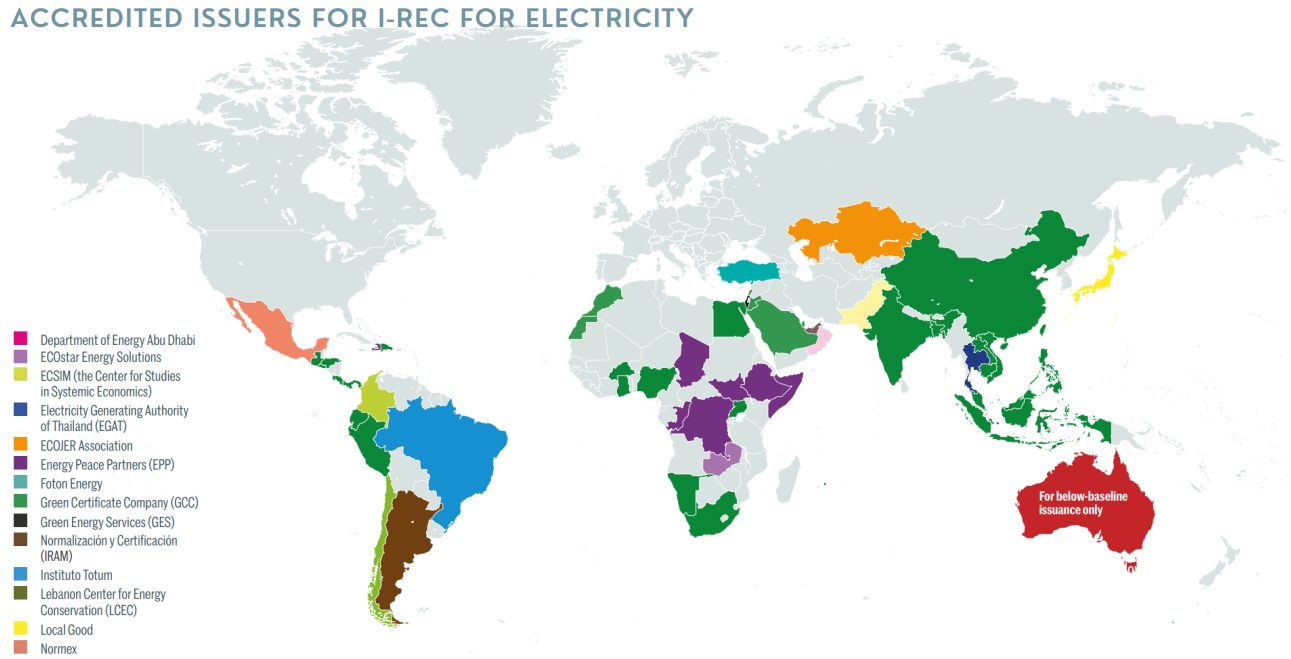 ACCREDITED ISSUERS FOR I-REC FOR ELECTRICITY
Department of Energy Abu Dhabi
ECOstar Energy Solutions
ECSIM (the Center for Studies
in Systemic Economics)
Electricity Generating Authority
of Thailand (EGAT)
ECOJER Association
Energy Peace Partners (EPP)
Foton Energy
Green Certificate Company (GCC)
Green Energy Services (GES)
Normalización y Certificación
(IRAM)
Instituto Totum
Lebanon Center for Energy
Conservation (LCEC)
Local Good
Normex
For below-baseline
issuance only